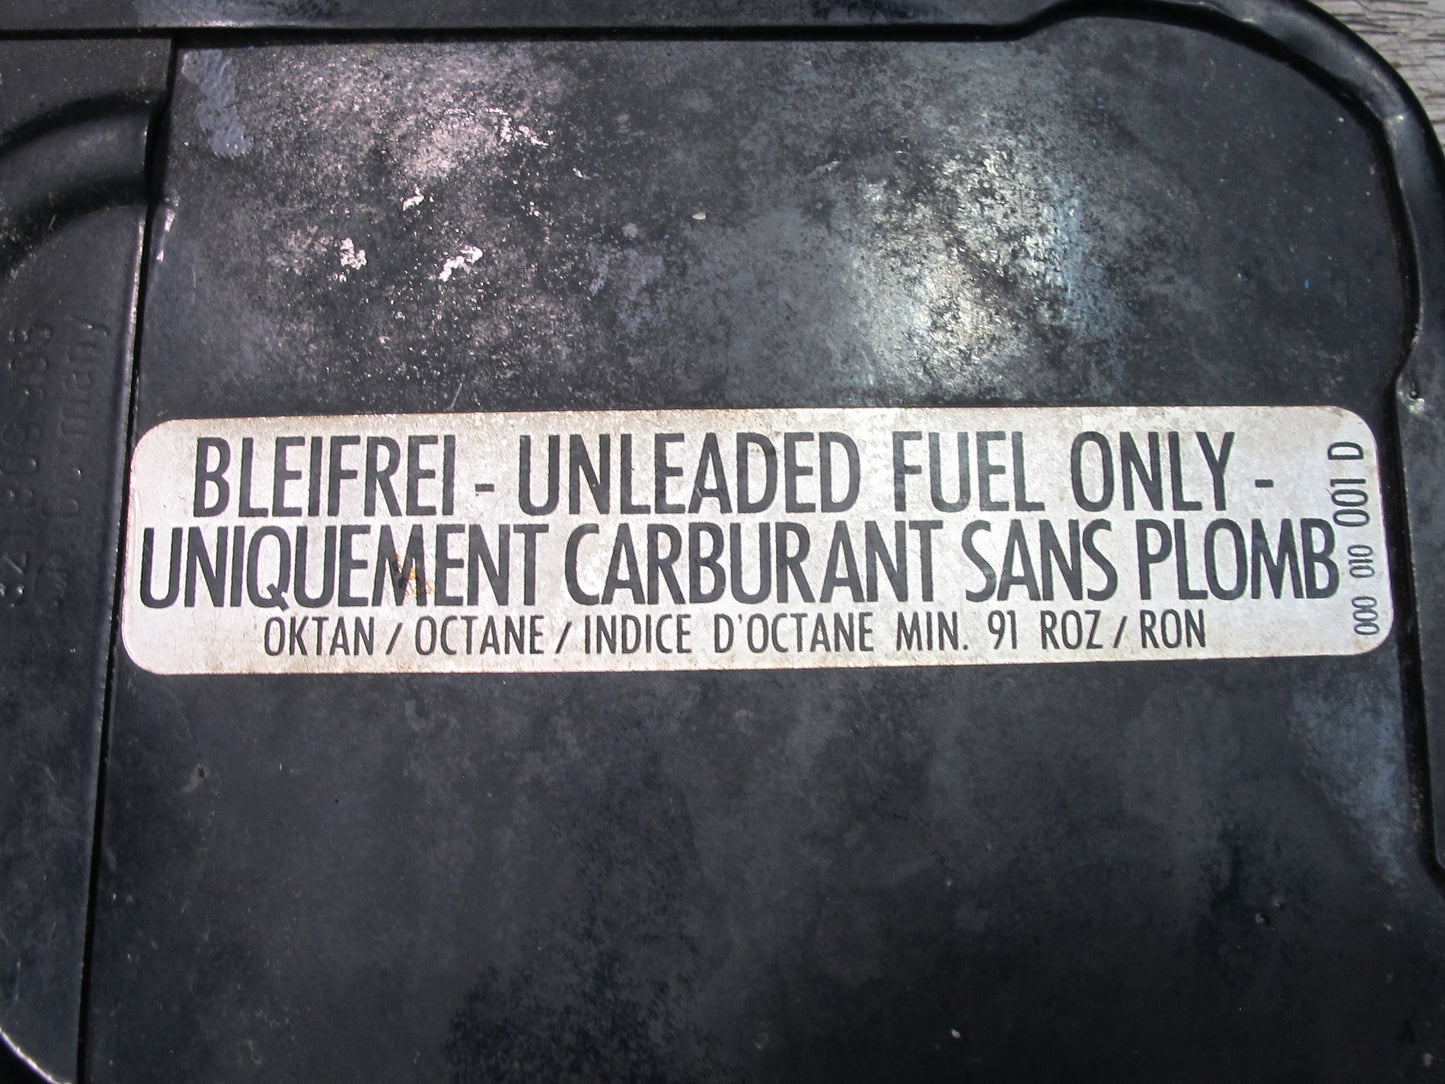 BLEIFREI - UNLEADED FUEL ONLY -
UNIQUEMENT CARBURANT SANS PLOMB
OKTAN / OCTANE / INDICE D'OCTANE MIN. 91 ROZ / RON
000 010 001 D